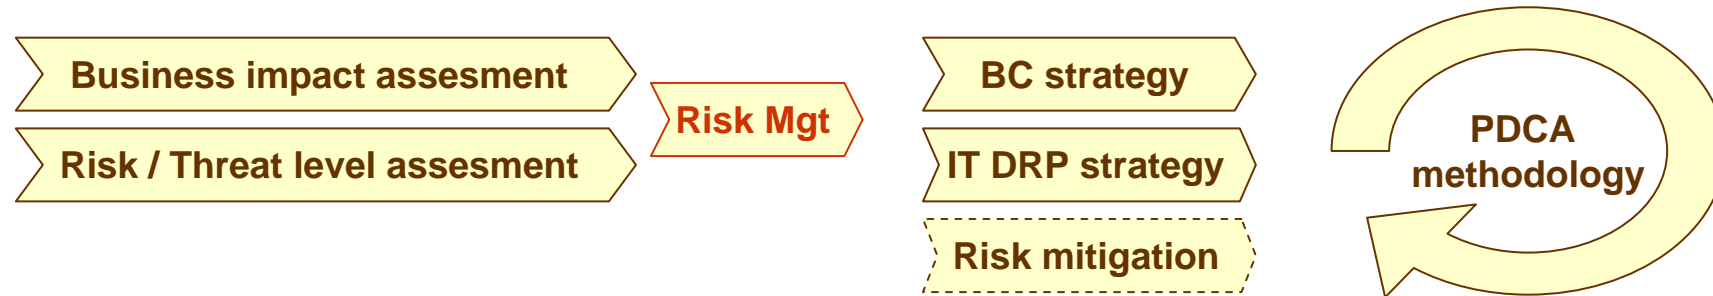 Business impact assesment
Risk / Threat level assesment
Risk Mgt
BC strategy
IT DRP strategy
Risk mitigation
PDCA
methodology